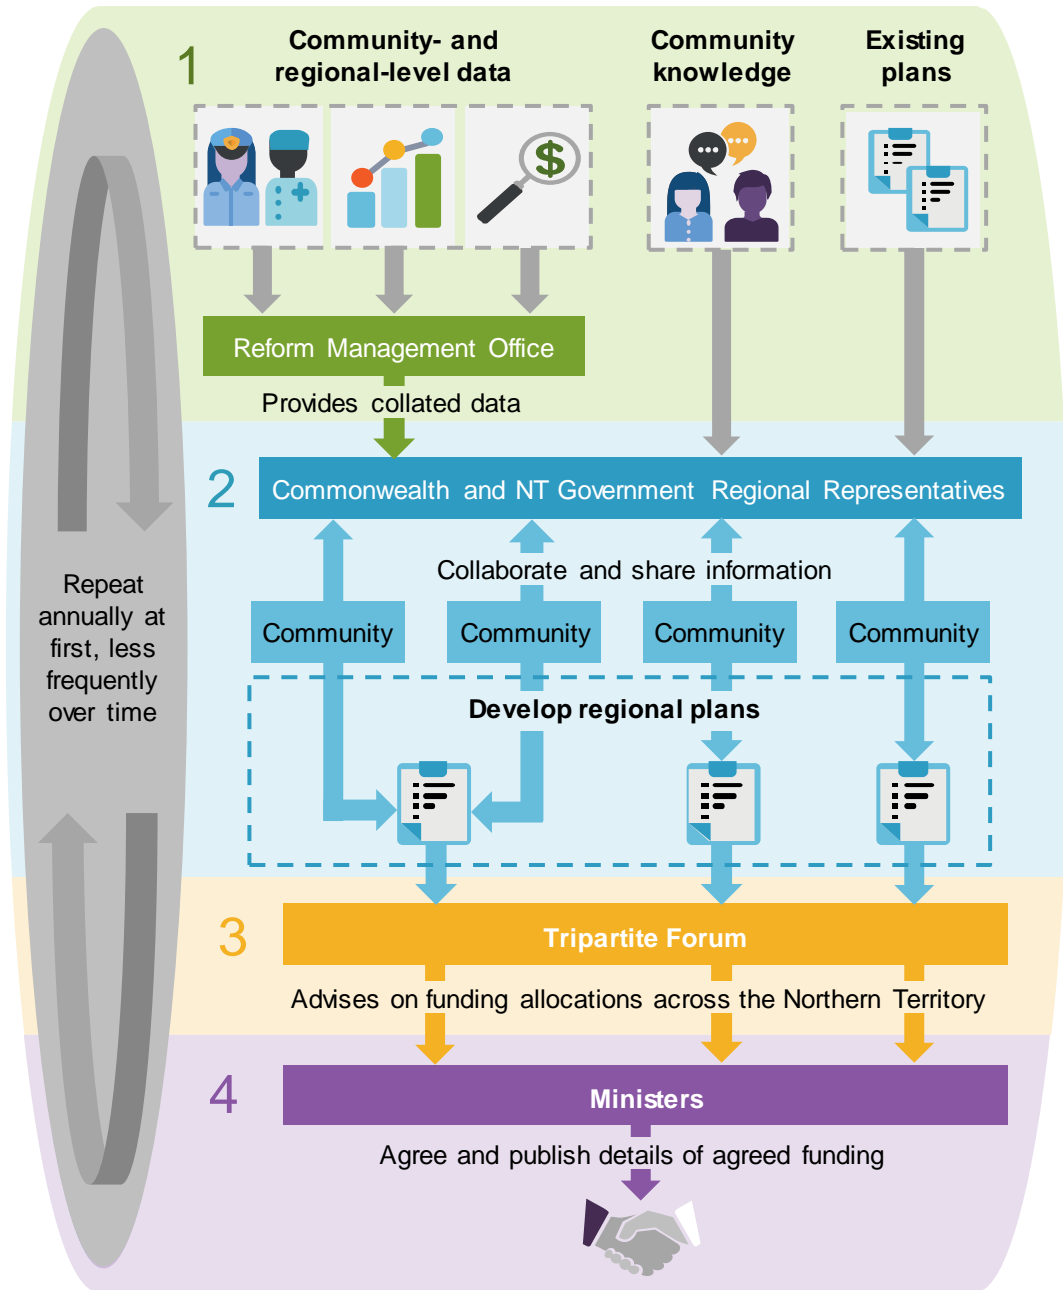 1
Community- and
regional-level data
Community
knowledge
Existing
plans
$
Reform Management Office
Provides collated data
2
Commonwealth and NT Government Regional Representatives
Collaborate and share information
Community
Community
Community
Community
Develop regional plans
Repeat
annually at
first, less
frequently
over time
3
Tripartite Forum
Advises on funding allocations across the Northern Territory
4
Ministers
Agree and publish details of agreed funding